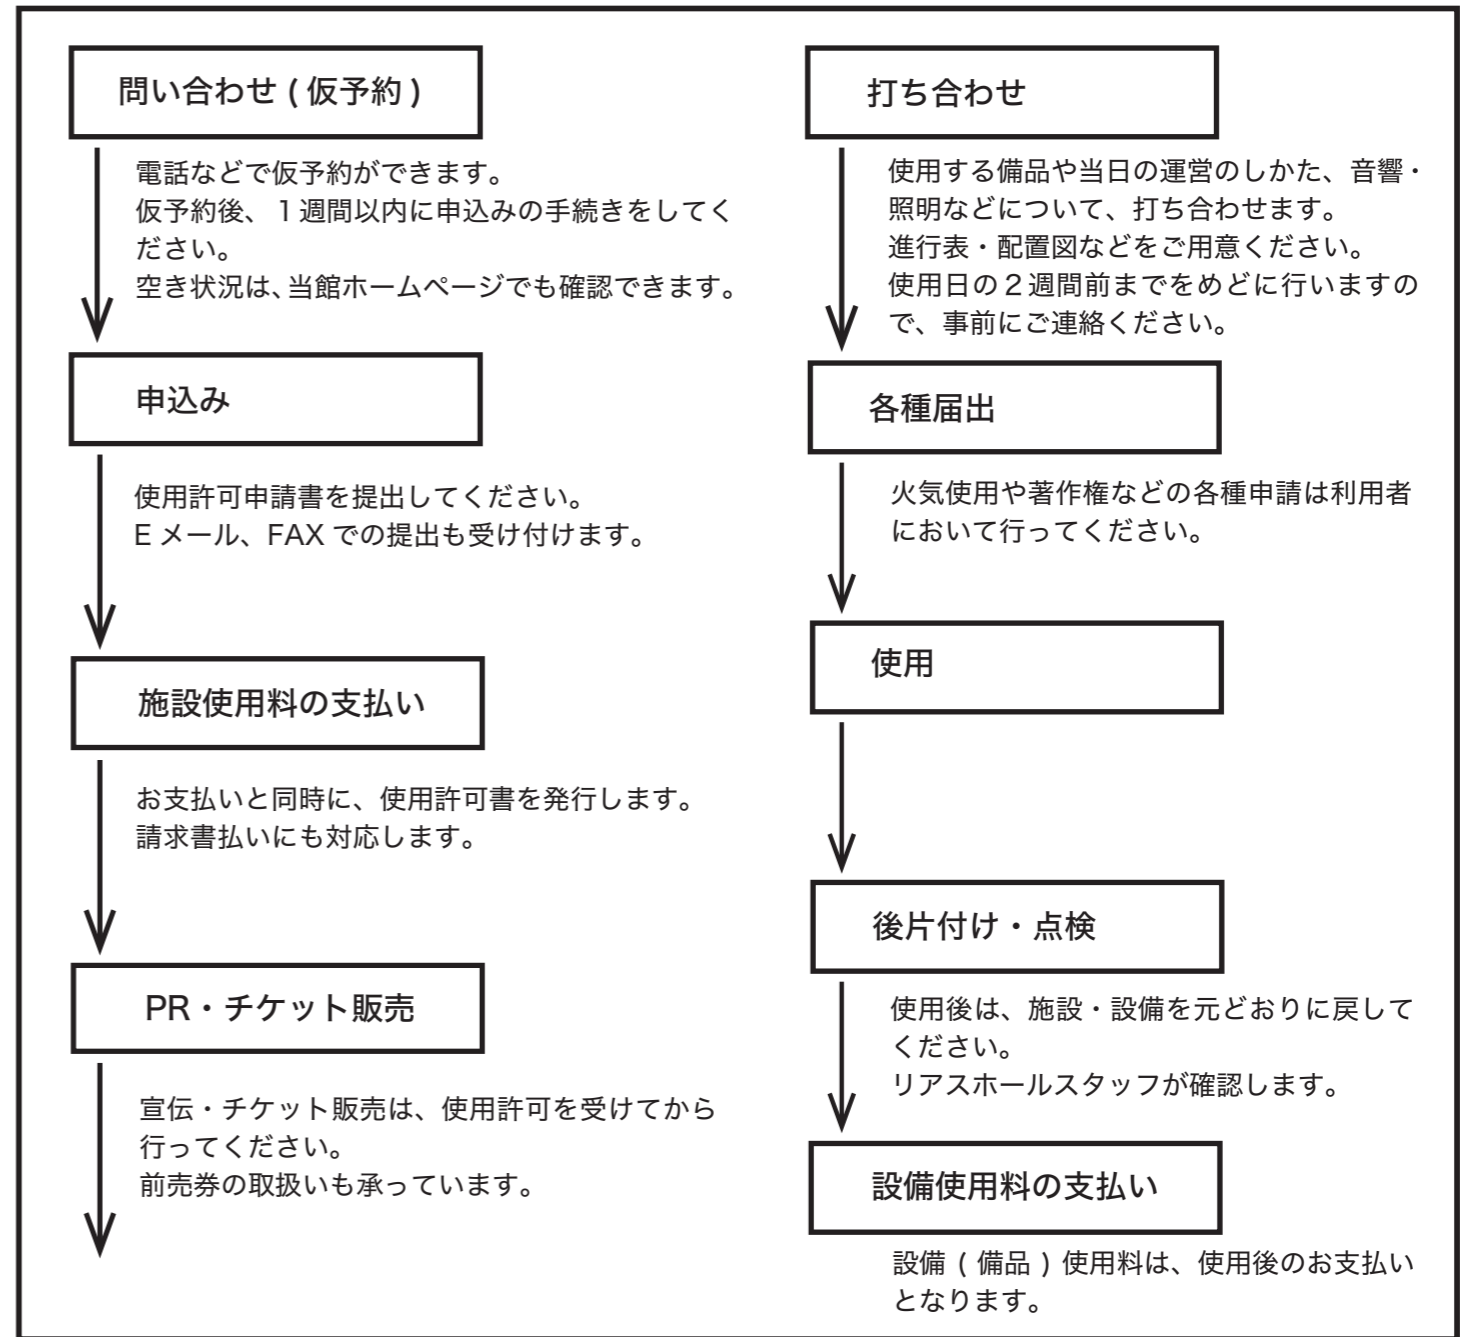 問い合わせ ( 仮予約 )
電話などで仮予約ができます。
仮予約後、１週間以内に申込みの手続きをしてく
ださい。
空き状況は、当館ホームページでも確認できます。
申込み
使用許可申請書を提出してください。
E メール、FAX での提出も受け付けます。
施設使用料の支払い
お支払いと同時に、使用許可書を発行します。
請求書払いにも対応します。
PR・チケット販売
宣伝・チケット販売は、使用許可を受けてから
行ってください。
前売券の取扱いも承っています。
打ち合わせ
使用する備品や当日の運営のしかた、音響・
照明などについて、打ち合わせます。
進行表・配置図などをご用意ください。
使用日の２週間前までをめどに行いますの
で、事前にご連絡ください。
各種届出
火気使用や著作権などの各種申請は利用者
において行ってください。
使用
後片付け・点検
使用後は、施設・設備を元どおりに戻して
ください。
リアスホールスタッフが確認します。
設備使用料の支払い
設備 ( 備品 ) 使用料は、使用後のお支払い
となります。